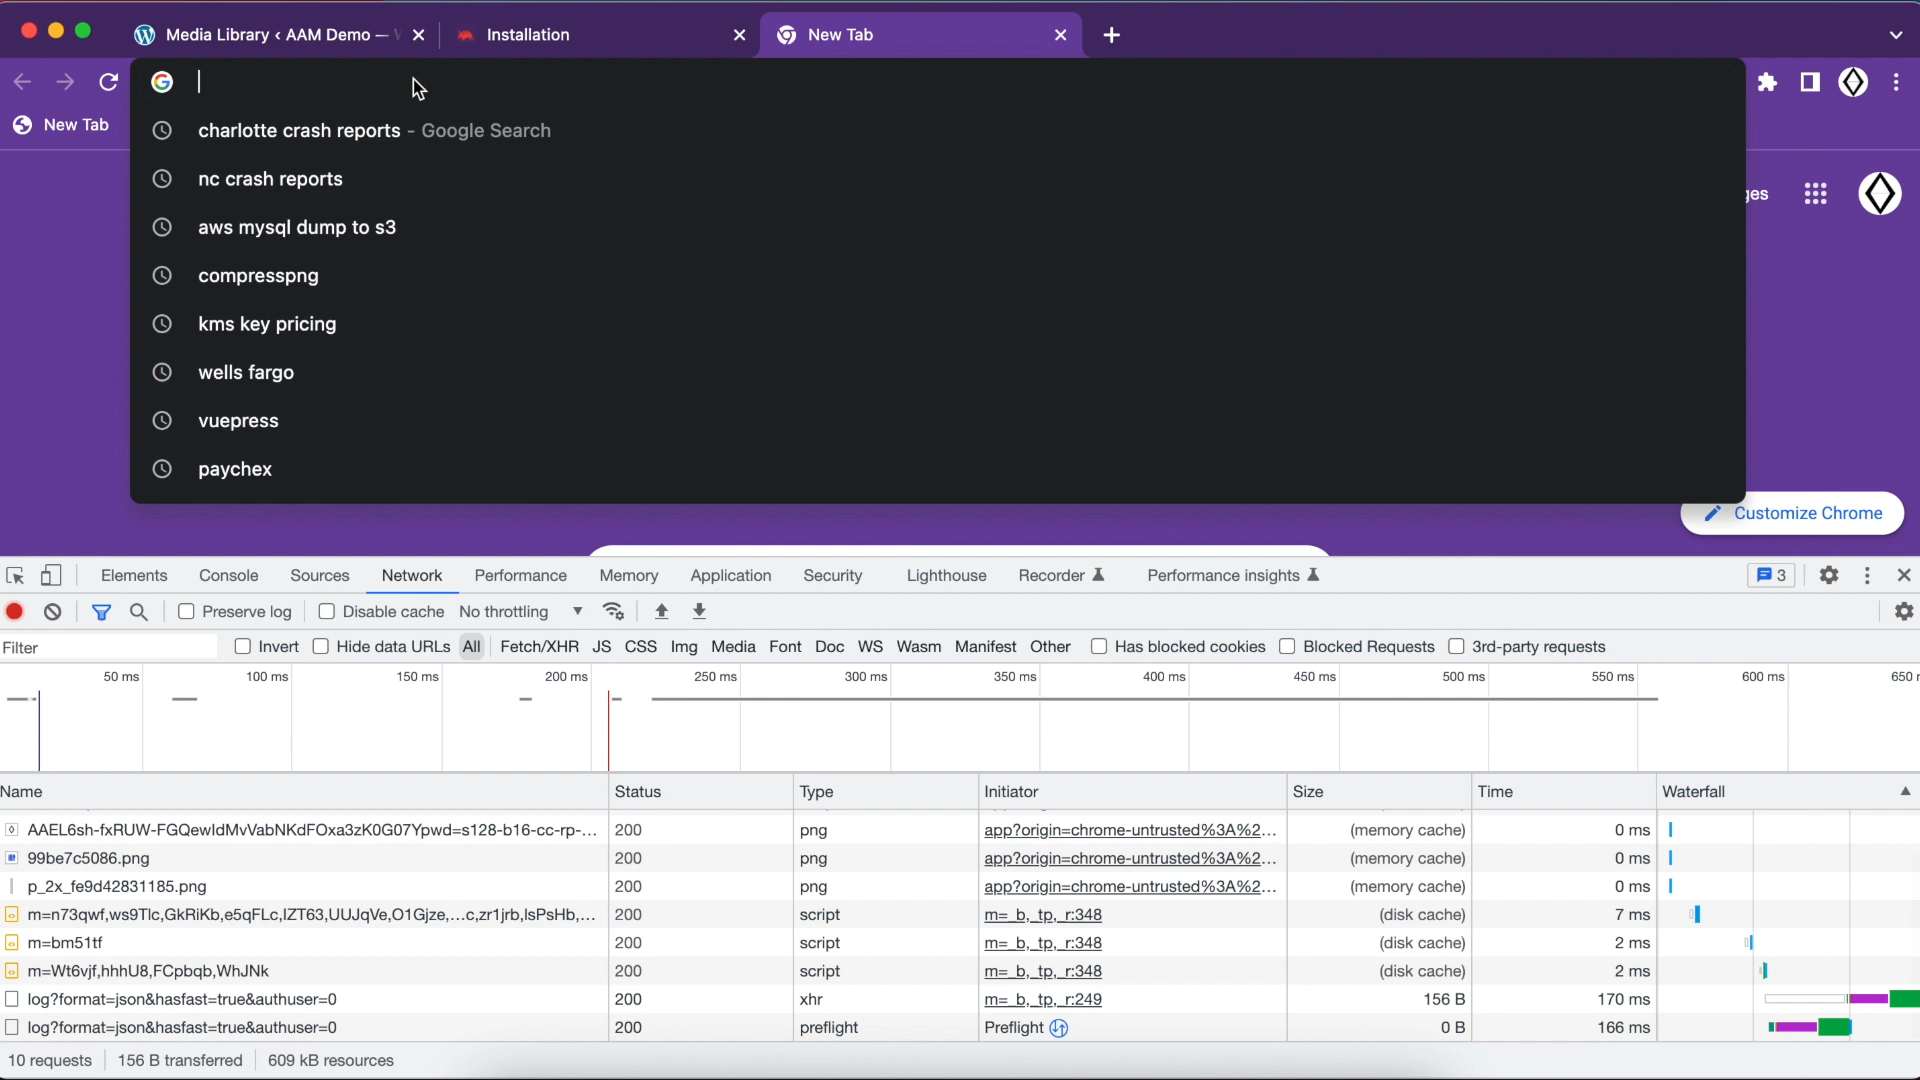 Media Library ‹ AAM Demo —
Installation
New Tab
New Tab
charlotte crash reports - Google Search
nc crash reports
aws mysql dump to s3
compresspng
kms key pricing
wells fargo
vuepress
paychex
ges
Customize Chrome
Elements Console Sources Network Performance Memory Application Security Lighthouse Recorder Performance insights 3
Preserve log Disable cache No throttling
Filter Invert Hide data URLs All Fetch/XHR JS CSS Img Media Font Doc WS Wasm Manifest Other Has blocked cookies Blocked Requests 3rd-party requests
50 ms 100 ms 150 ms 200 ms 250 ms 300 ms 350 ms 400 ms 450 ms 500 ms 550 ms 600 ms 650
Name Status Type Initiator Size Time Waterfall
AAEL6sh-fxRUW-FGQewIdMvVabNKdFOxa3zK0G07Ypwd=s128-b16-cc-rp-... 200 png app?origin=chrome-untrusted%3A%2... (memory cache) 0 ms
99be7c5086.png 200 png app?origin=chrome-untrusted%3A%2... (memory cache) 0 ms
p_2x_fe9d42831185.png 200 png app?origin=chrome-untrusted%3A%2... (memory cache) 0 ms
m=n73qwf,ws9Tlc,GkRiKb,e5qFLc,IZT63,UUJqVe,O1Gjze,...c,zr1jrb,lsPsHb,... 200 script m=_b,_tp,_r:348 (disk cache) 7 ms
m=bm51tf 200 script m=_b,_tp,_r:348 (disk cache) 2 ms
m=Wt6vjf,hhhU8,FCpbqb,WhJNk 200 script m=_b,_tp,_r:348 (disk cache) 2 ms
log?format=json&hasfast=true&authuser=0 200 xhr m=_b,_tp,_r:249 156 B 170 ms
log?format=json&hasfast=true&authuser=0 200 preflight Preflight 0 B 166 ms
10 requests 156 B transferred 609 kB resources